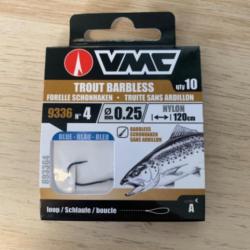 VMC
TROUT BARBLESS QTY 10
FORELLE SCHONHAKEN • TRUITE SANS ARDILLON
9336 N° 4 Ø 0.25 NYLON
120cm
BLUE - BLAU - BLEU
BARBLESS
SCHONHAKEN
SANS ARDILLON
loop / Schlaufe / boucle
A